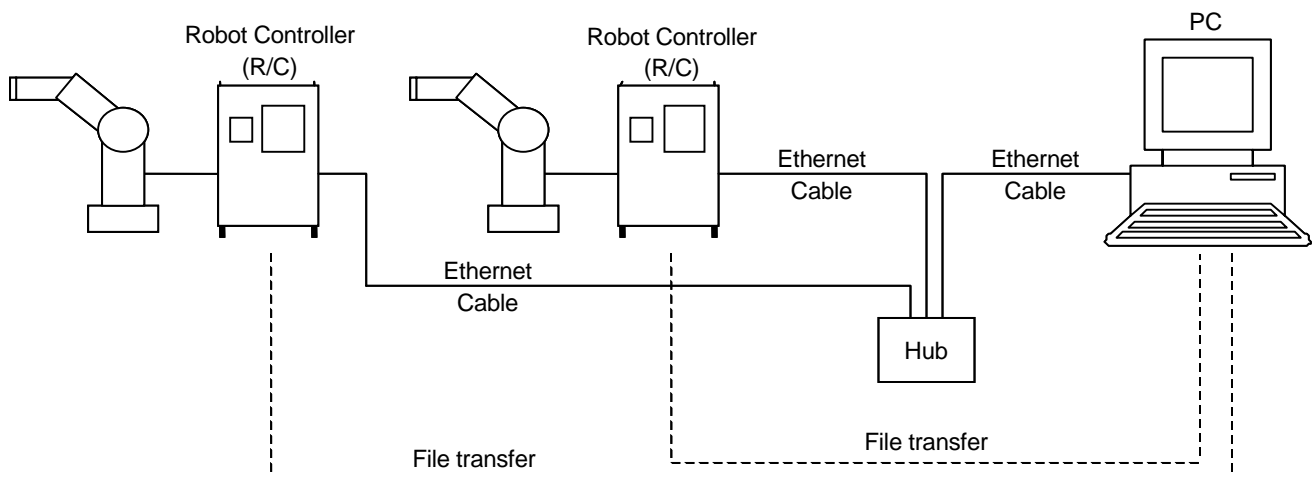 Robot Controller
(R/C)
Robot Controller
(R/C)
PC
Ethernet
Cable
Ethernet
Cable
Ethernet
Cable
Hub
File transfer
File transfer